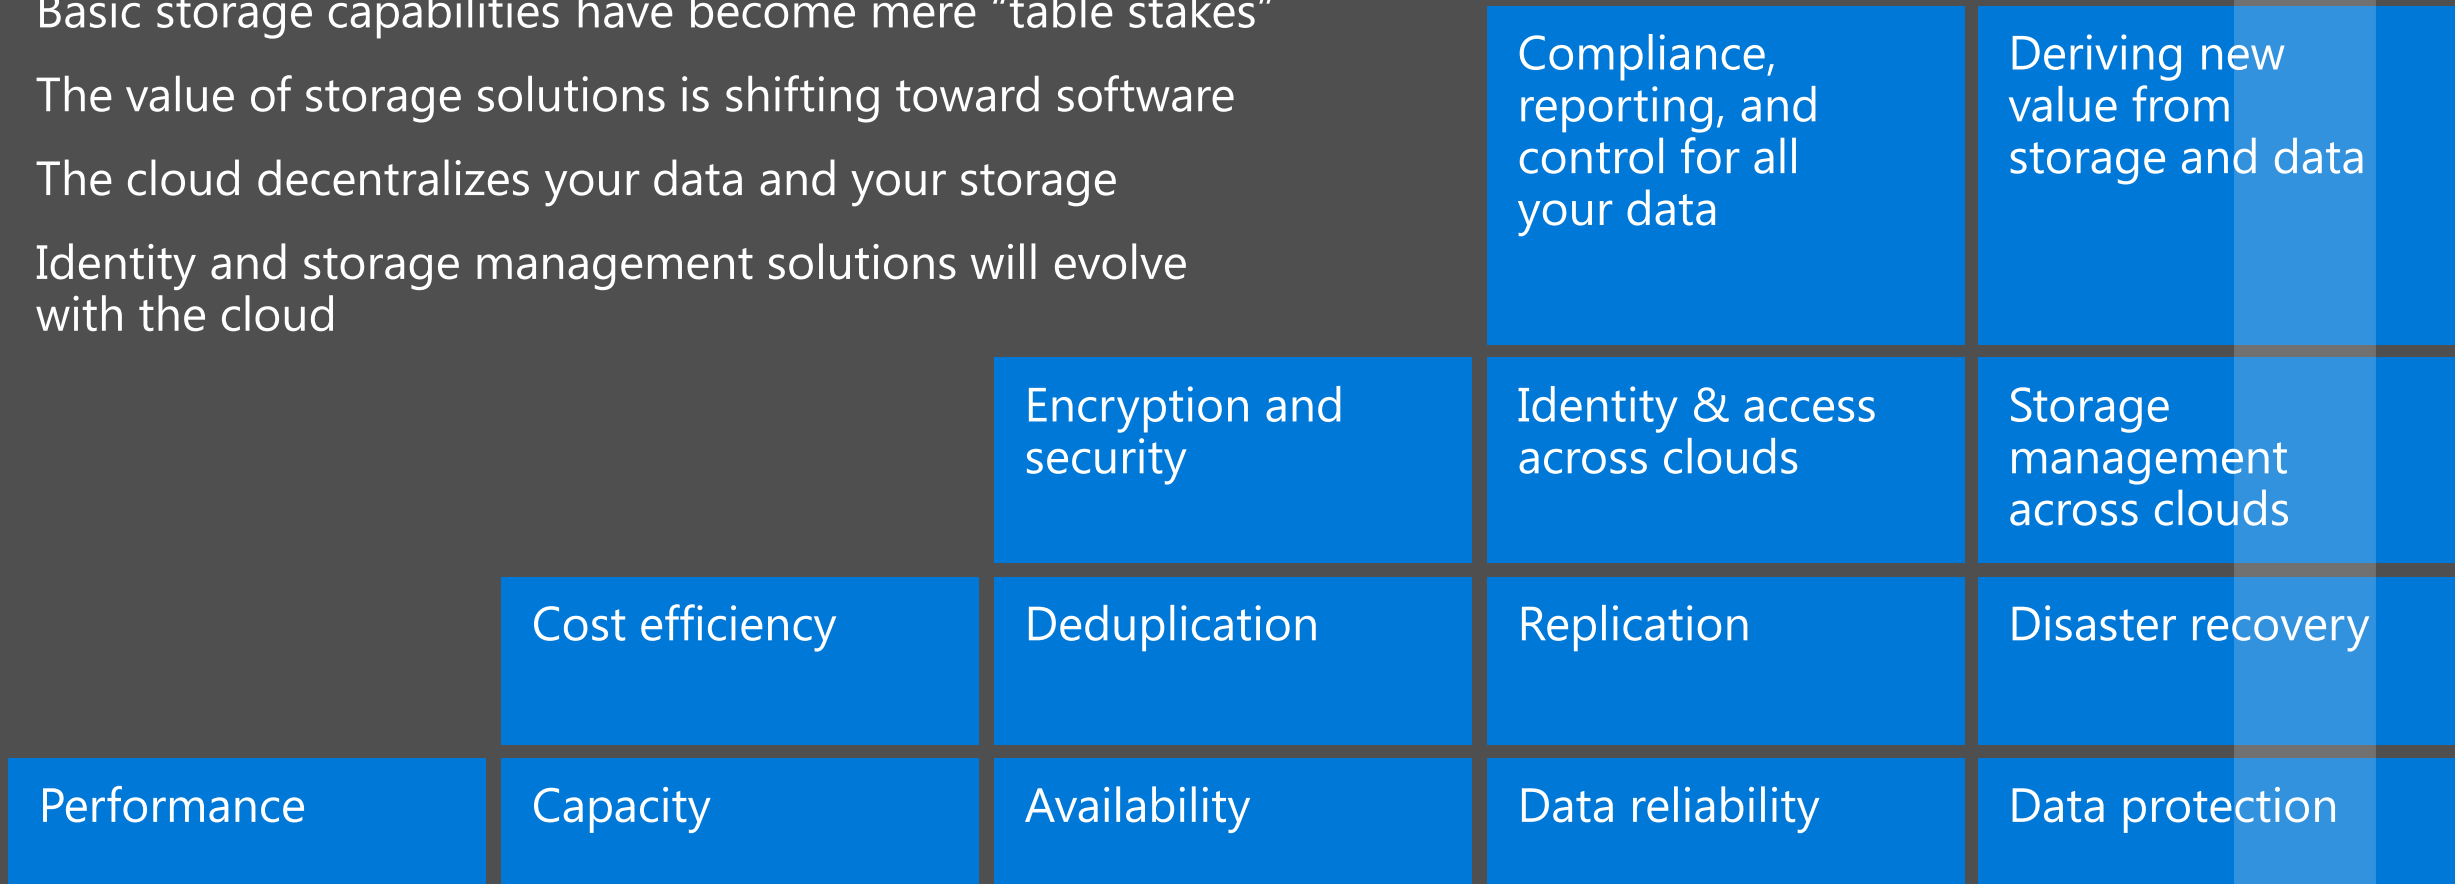 Basic storage capabilities have become mere “table stakes”
The value of storage solutions is shifting toward software
The cloud decentralizes your data and your storage
Identity and storage management solutions will evolve
with the cloud
Compliance,
reporting, and
control for all
your data
Deriving new
value from
storage and data
Encryption and
security
Identity & access
across clouds
Storage
management
across clouds
Cost efficiency
Deduplication
Replication
Disaster recovery
Performance
Capacity
Availability
Data reliability
Data protection